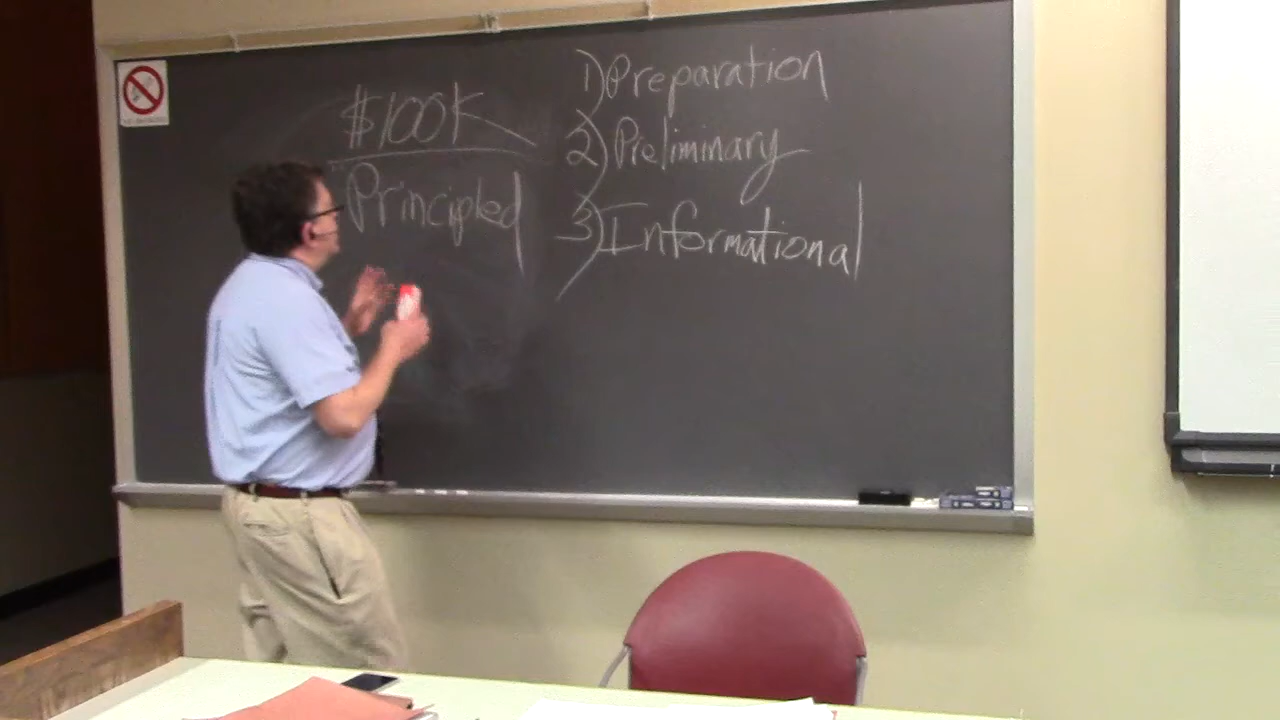 $100K
Principled
1) Preparation
2) Preliminary
3) Informational